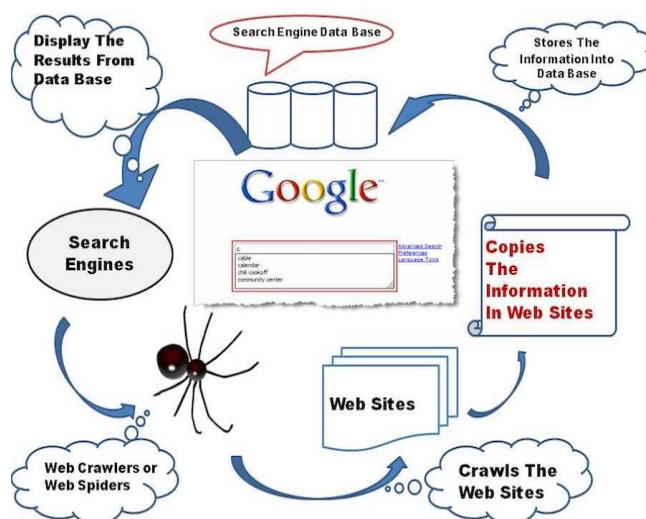 Display The
Results From
Data Base
Search Engine Data Base
Stores The
Information Into
Data Base
Google™
c
cable
calendar
chili cookoff
community center
Advanced Search
Preferences
Language Tools
Search
Engines
Copies
The
Information
In Web Sites
Web Sites
Web Crawlers or
Web Spiders
Crawls The
Web Sites